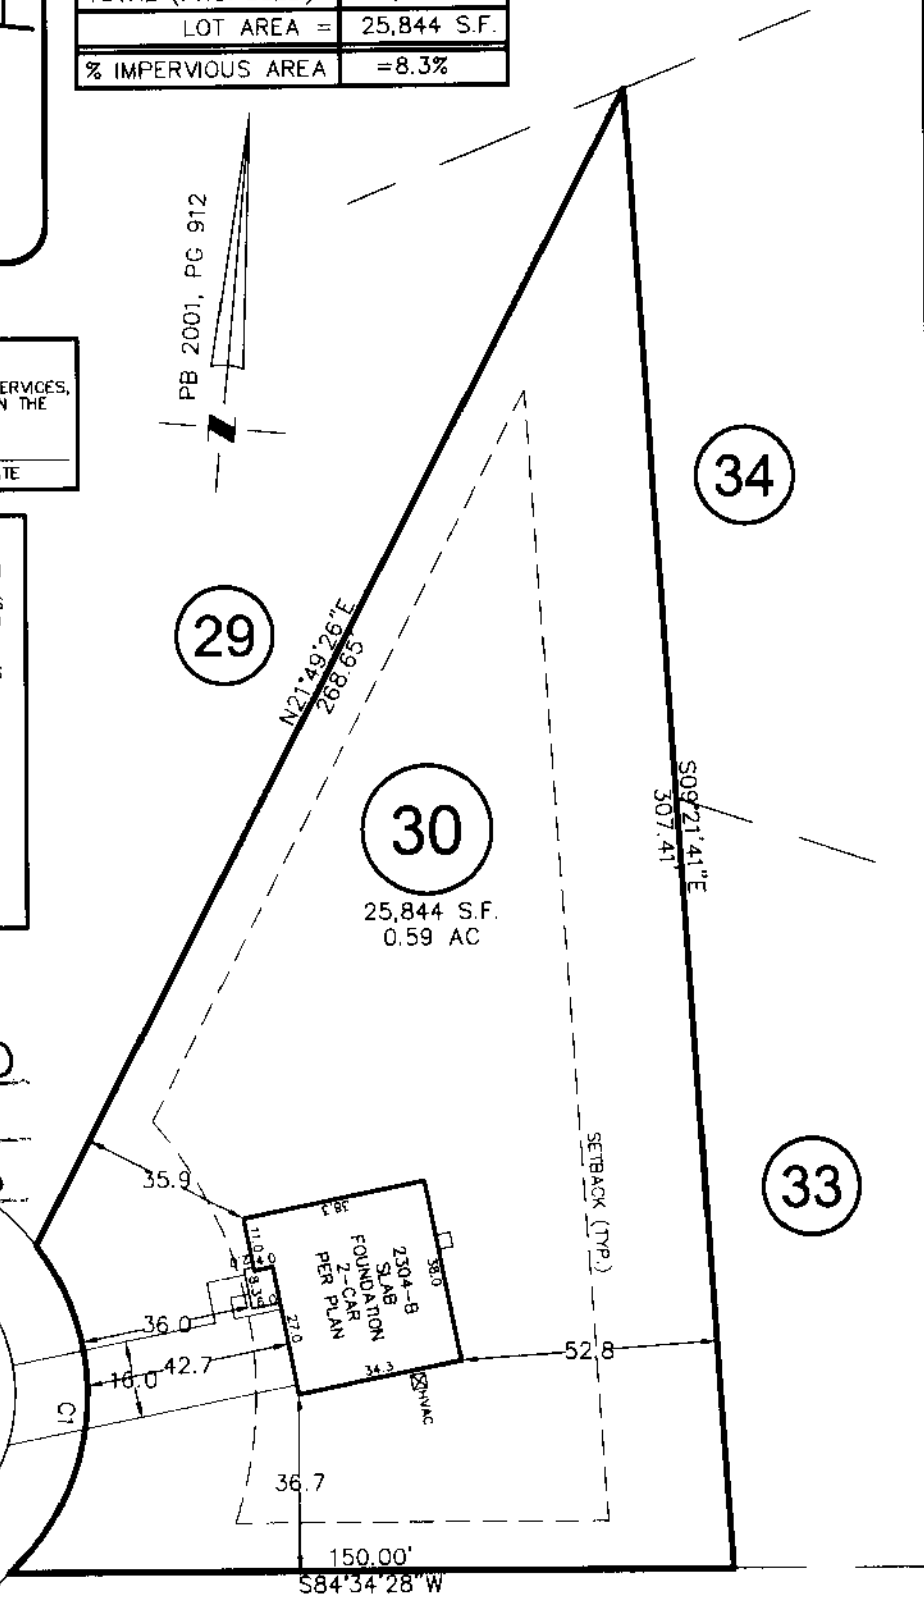 LOT AREA = 25,844 S.F.
% IMPERVIOUS AREA =8.3%
PB 2001, PG 912
ERVICES,
N THE
TE
34
29
N21°49'26"E
268.65'
30
25,844 S.F.
0.59 AC
S09°21'41"E
307.41'
33
SETBACK (TYP.)
35.9
38.3
11.0
4.0
8.3
38.0
2304-B
SLAB
FOUNDATION
2-CAR
PER PLAN
27.0
34.3
36.0
42.7
16.0
52.8
HVAC
C1
36.7
150.00'
S84°34'28"W